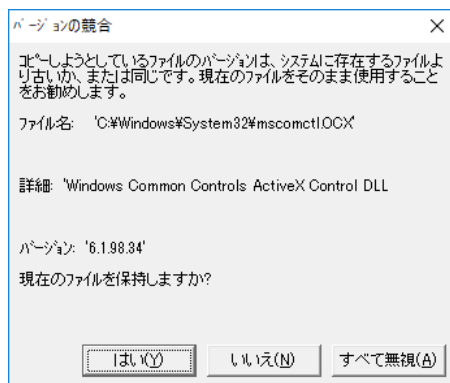 バージョンの競合
コピーしようとしているファイルのバージョンは、システムに存在するファイルよ
り古いか、または同じです。現在のファイルをそのまま使用すること
をお勧めします。
ファイル名: 'C:¥Windows¥System32¥mscomctl.OCX'
詳細: 'Windows Common Controls ActiveX Control DLL
バージョン: '6.1.98.34'
現在のファイルを保持しますか?
はい(Y)
いいえ(N)
すべて無視(A)